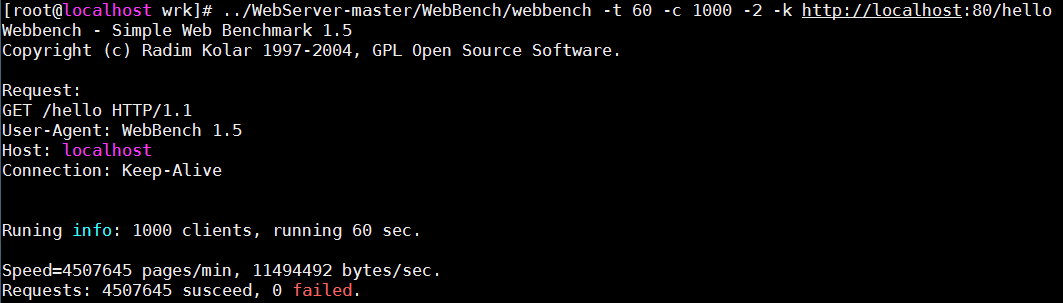 [root@localhost wrk]# ../WebServer-master/WebBench/webbench -t 60 -c 1000 -2 -k http://localhost:80/hello
Webbench - Simple Web Benchmark 1.5
Copyright (c) Radim Kolar 1997-2004, GPL Open Source Software.
Request:
GET /hello HTTP/1.1
User-Agent: WebBench 1.5
Host: localhost
Connection: Keep-Alive
Runing info: 1000 clients, running 60 sec.
Speed=4507645 pages/min, 11494492 bytes/sec.
Requests: 4507645 susceed, 0 failed.